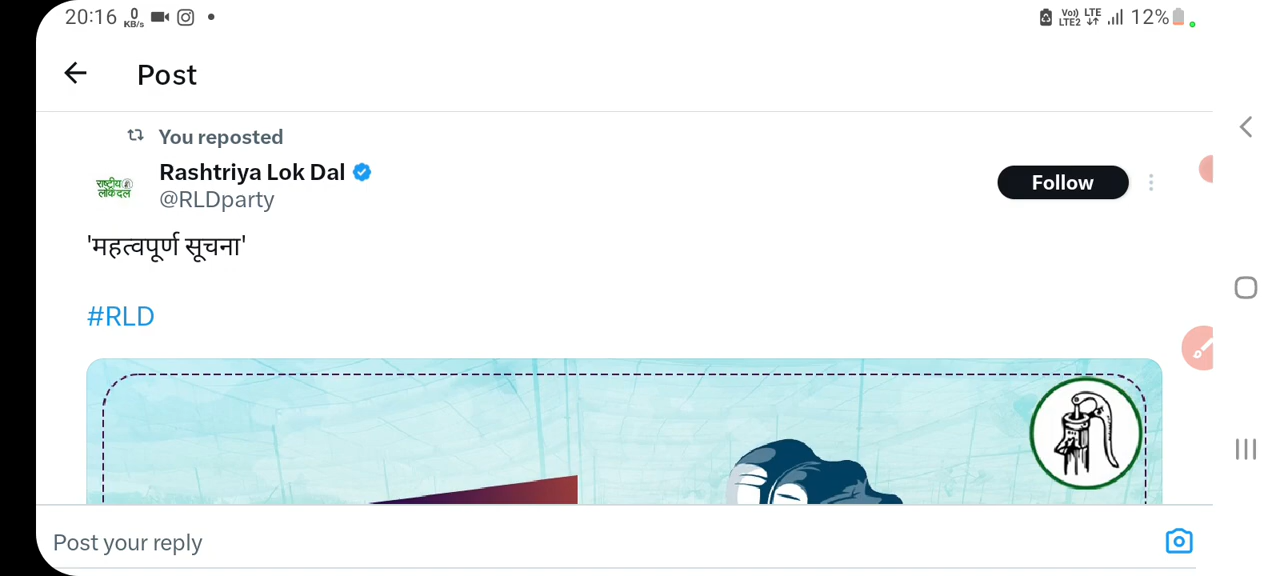 20:16 0 KB/s Vo)) LTE2 LTE 12%
Post
You reposted
Rashtriya Lok Dal
राष्ट्रीय
लोकदल
@RLDparty
Follow
'महत्वपूर्ण सूचना'
#RLD
Post your reply